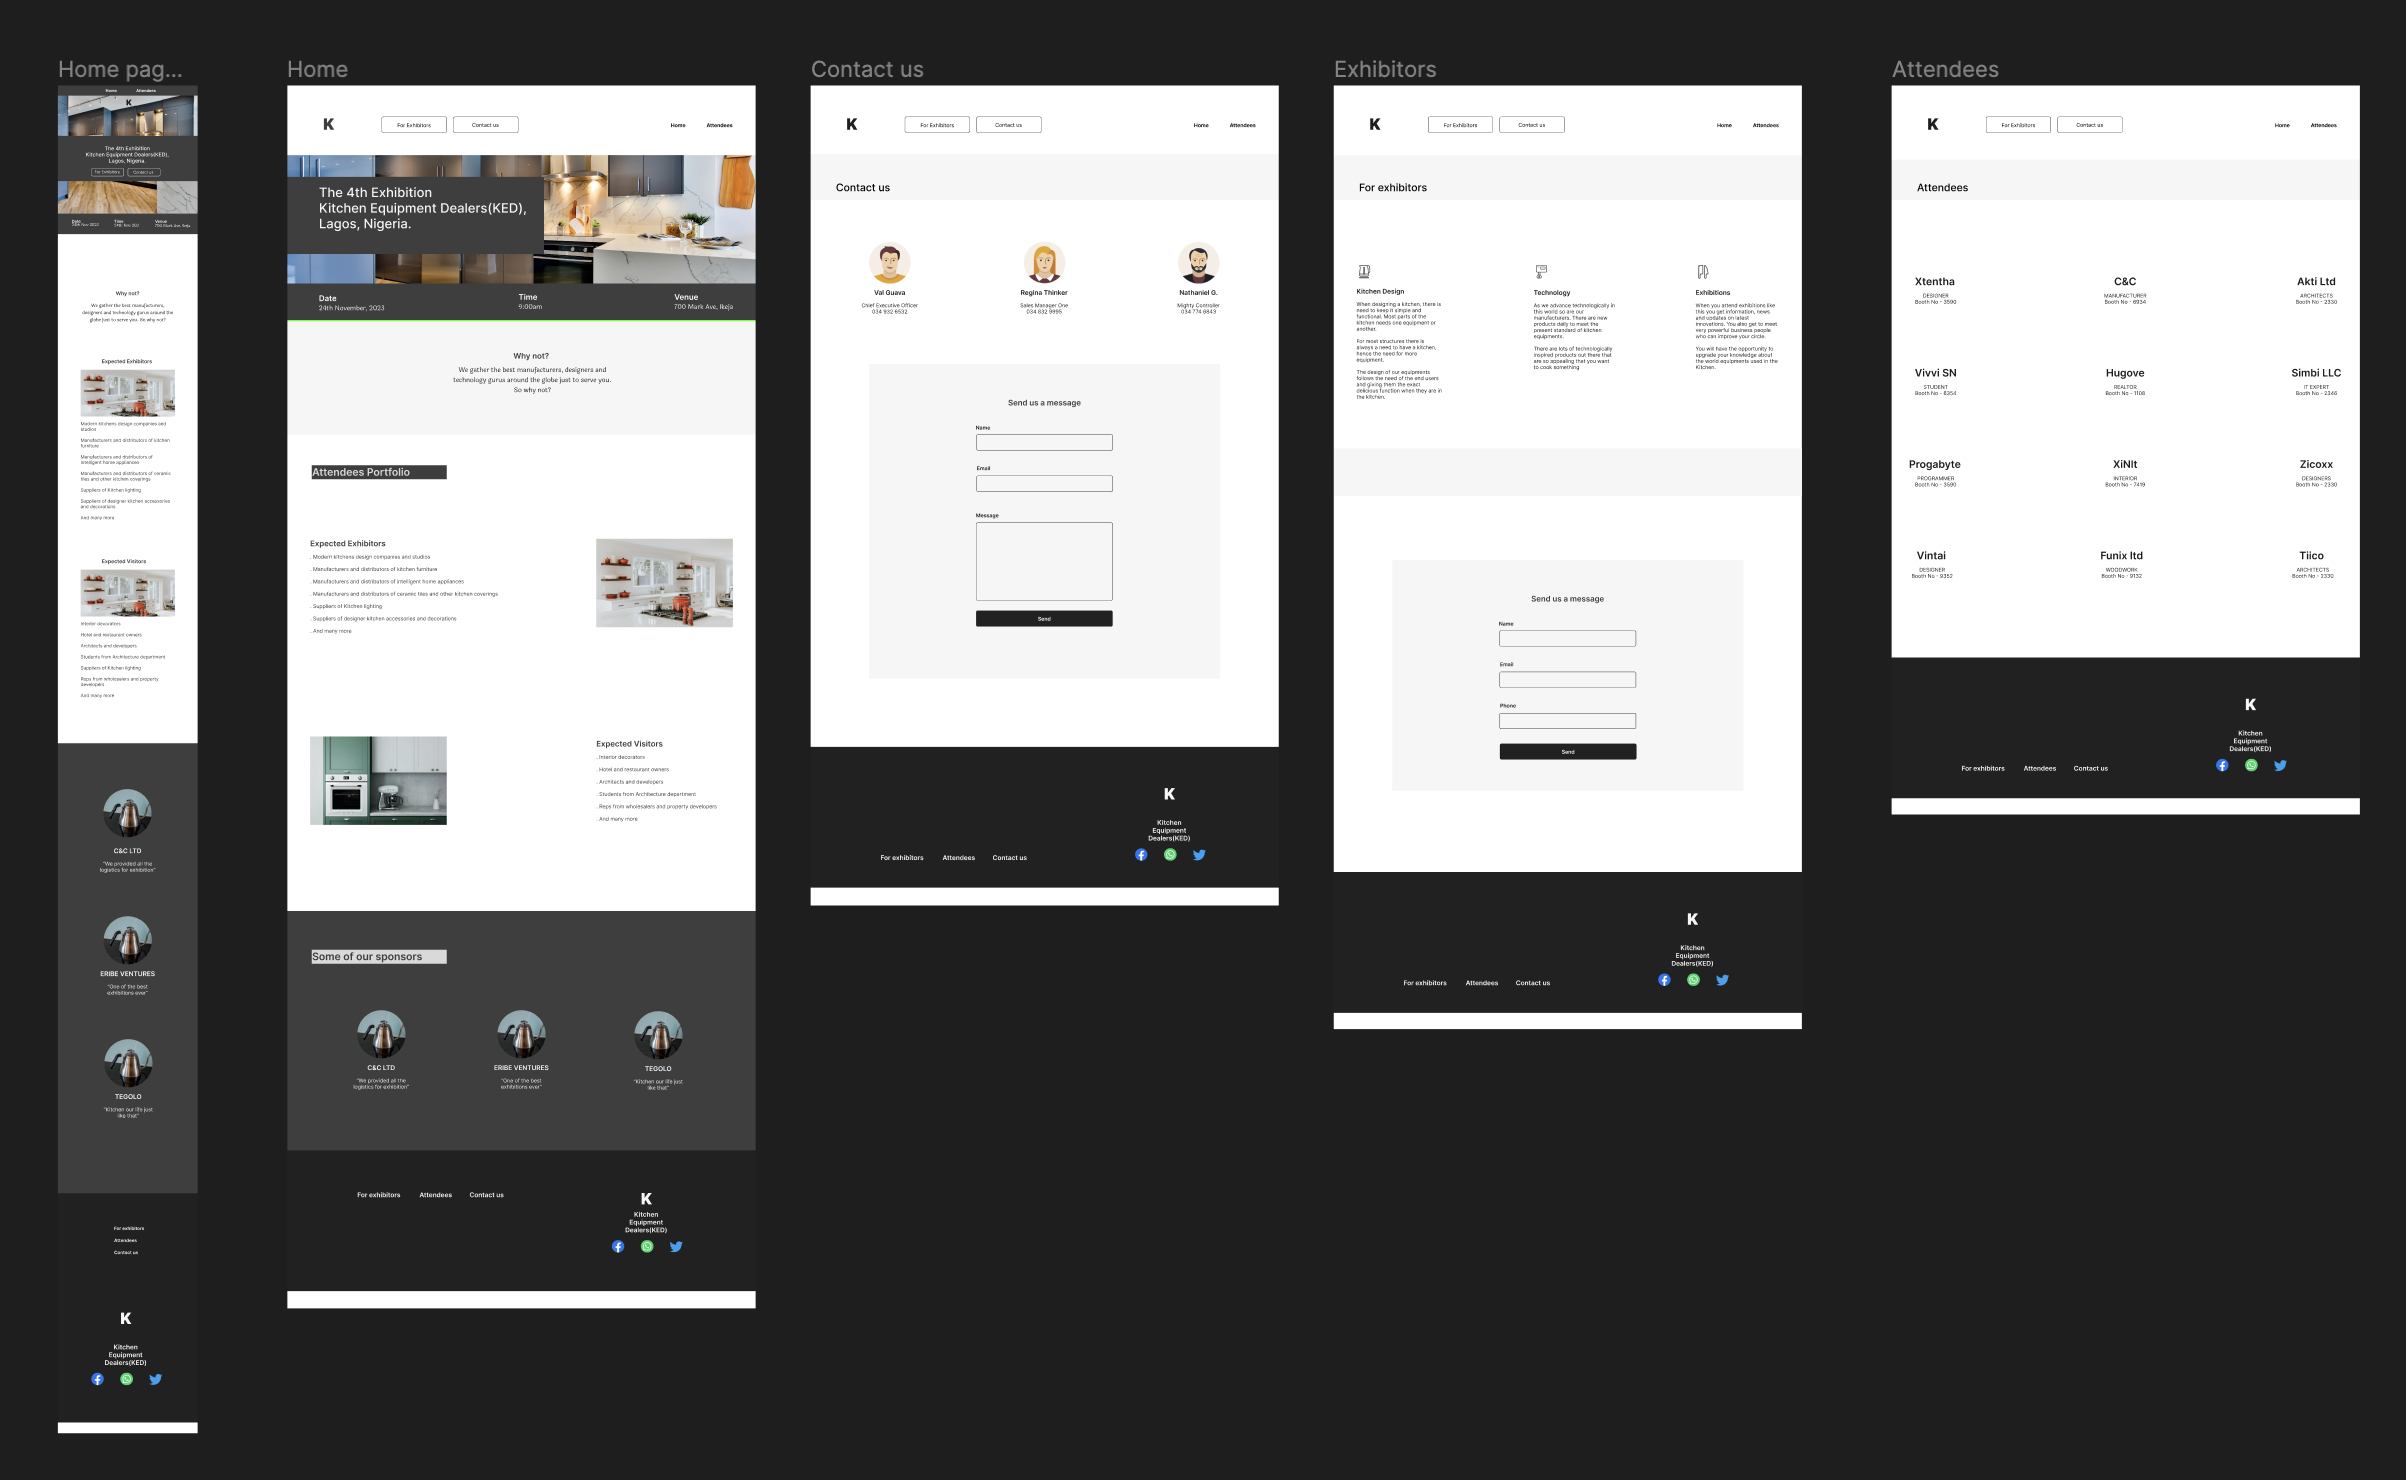 Home pag...
Home Attendees
K
The 4th Exhibition
Kitchen Equipment Dealers(KED),
Lagos, Nigeria.
For Exhibitors Contact us
Date Time Venue
24th Nov 2023 700 Mark Ave, Ikeja
Why not?
We gather the best manufacturers,
designers and technology gurus around the
globe just to serve you. So why not?
Expected Exhibitors
Modern kitchens design companies and
studios
Manufacturers and distributors of kitchen
furniture
Manufacturers and distributors of
intelligent home appliances
Manufacturers and distributors of ceramic
tiles and other kitchen coverings
Suppliers of Kitchen lighting
Suppliers of designer kitchen accessories
and decorations
And many more
Expected Visitors
Interior decorators
Hotel and restaurant owners
Architects and developers
Students from Architecture department
Suppliers of Kitchen lighting
Reps from wholesalers and property
developers
And many more
C&C LTD
"We provided all the
logistics for exhibition"
ERIBE VENTURES
"One of the best
exhibitions ever"
TEGOLO
"Kitchen our life just
like that"
For exhibitors
Attendees
Contact us
K
Kitchen
Equipment
Dealers(KED)
Home
K For Exhibitors Contact us Home Attendees
The 4th Exhibition
Kitchen Equipment Dealers(KED),
Lagos, Nigeria.
Date Time Venue
24th November, 2023 9:00am 700 Mark Ave, Ikeja
Why not?
We gather the best manufacturers, designers and
technology gurus around the globe just to serve you.
So why not?
Attendees Portfolio
Expected Exhibitors
. Modern kitchens design companies and studios
. Manufacturers and distributors of kitchen furniture
. Manufacturers and distributors of intelligent home appliances
. Manufacturers and distributors of ceramic tiles and other kitchen coverings
. Suppliers of Kitchen lighting
. Suppliers of designer kitchen accessories and decorations
. And many more
Expected Visitors
. Interior decorators
. Hotel and restaurant owners
. Architects and developers
. Students from Architecture department
. Reps from wholesalers and property developers
. And many more
Some of our sponsors
C&C LTD ERIBE VENTURES TEGOLO
"We provided all the "One of the best "Kitchen our life just
logistics for exhibition" exhibitions ever" like that"
For exhibitors Attendees Contact us
K
Kitchen
Equipment
Dealers(KED)
Contact us
K For Exhibitors Contact us Home Attendees
Contact us
Val Guava Regina Thinker Nathaniel G.
Chief Executive Officer Sales Manager One Mighty Controller
034 932 6532 034 832 9995 034 774 6843
Send us a message
Name
Email
Message
Send
K
Kitchen
Equipment
Dealers(KED)
For exhibitors Attendees Contact us
Exhibitors
K For Exhibitors Contact us Home Attendees
For exhibitors
Kitchen Design
When designing a kitchen, there is
need to keep it simple and
functional. Most parts of the
kitchen needs one equipment or
another.
For most structures there is
always a need to have a kitchen,
hence the need for more
equipment.
The design of our equipments
follows the need of the end users
and giving them the exact
delicious function when they are in
the kitchen.
Technology
As we advance technologically in
this world so are our
manufacturers. There are new
products daily to meet the
present standard of kitchen
equipments.
There are lots of technologically
inspired products out there that
are so appealing that you want
to cook something
Exhibitions
When you attend exhibitions like
this you get information, news
and updates on latest
innovations. You also get to meet
very powerful business people
who can improve your circle.
You will have the opportunity to
upgrade your knowledge about
the world equipments used in the
Kitchen.
Send us a message
Name
Email
Phone
Send
K
Kitchen
Equipment
Dealers(KED)
For exhibitors Attendees Contact us
Attendees
K For Exhibitors Contact us Home Attendees
Attendees
Xtentha C&C Akti Ltd
DESIGNER MANUFACTURER ARCHITECTS
Booth No - 3590 Booth No - 6934 Booth No - 2330
Vivvi SN Hugove Simbi LLC
STUDENT REALTOR IT EXPERT
Booth No - 8354 Booth No - 1108 Booth No - 2346
Progabyte XiNIt Zicoxx
PROGRAMMER INTERIOR DESIGNERS
Booth No - 3590 Booth No - 7419 Booth No - 2330
Vintai Funix ltd Tiico
DESIGNER WOODWORK ARCHITECTS
Booth No - 9352 Booth No - 9132 Booth No - 2330
K
Kitchen
Equipment
Dealers(KED)
For exhibitors Attendees Contact us